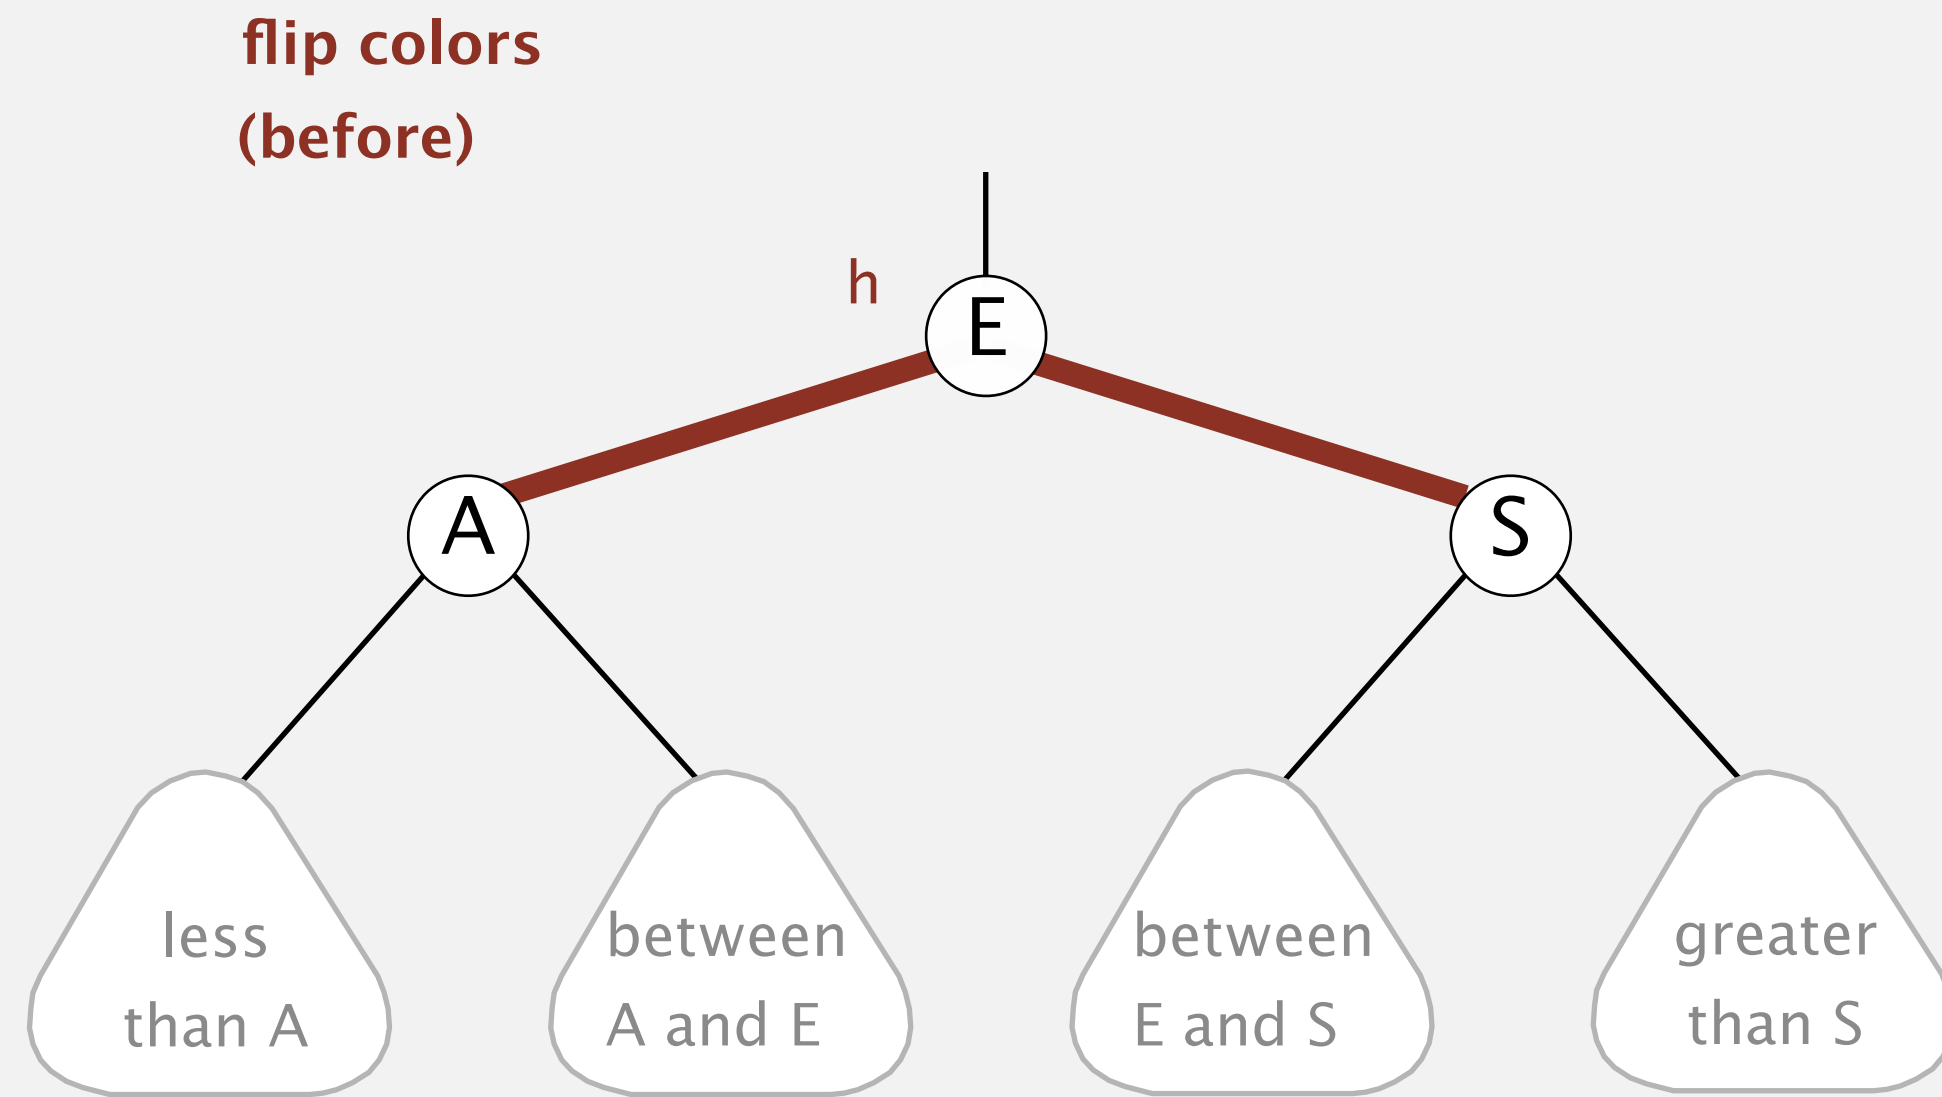 flip colors
(before)
h
E
A
S
less
than A
between
A and E
between
E and S
greater
than S